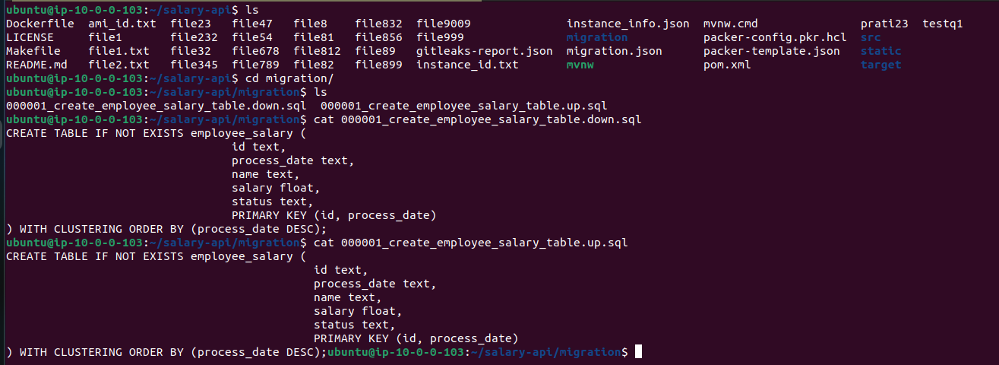 ubuntu@ip-10-0-0-103:~/salary-api$ ls
Dockerfile  ami_id.txt  file23   file47   file8    file832  file9009              instance_info.json  mvnw.cmd              prati23  testq1
LICENSE     file1       file232  file54   file81   file856  file999               migration           packer-config.pkr.hcl  src
Makefile    file1.txt   file32   file678  file812  file89   gitleaks-report.json  migration.json      packer-template.json  static
README.md   file2.txt   file345  file789  file82   file899  instance_id.txt       mvnw                pom.xml               target
ubuntu@ip-10-0-0-103:~/salary-api$ cd migration/
ubuntu@ip-10-0-0-103:~/salary-api/migration$ ls
000001_create_employee_salary_table.down.sql  000001_create_employee_salary_table.up.sql
ubuntu@ip-10-0-0-103:~/salary-api/migration$ cat 000001_create_employee_salary_table.down.sql
CREATE TABLE IF NOT EXISTS employee_salary (
                                 id text,
                                 process_date text,
                                 name text,
                                 salary float,
                                 status text,
                                 PRIMARY KEY (id, process_date)
) WITH CLUSTERING ORDER BY (process_date DESC);
ubuntu@ip-10-0-0-103:~/salary-api/migration$ cat 000001_create_employee_salary_table.up.sql
CREATE TABLE IF NOT EXISTS employee_salary (
                                             id text,
                                             process_date text,
                                             name text,
                                             salary float,
                                             status text,
                                             PRIMARY KEY (id, process_date)
) WITH CLUSTERING ORDER BY (process_date DESC);ubuntu@ip-10-0-0-103:~/salary-api/migration$